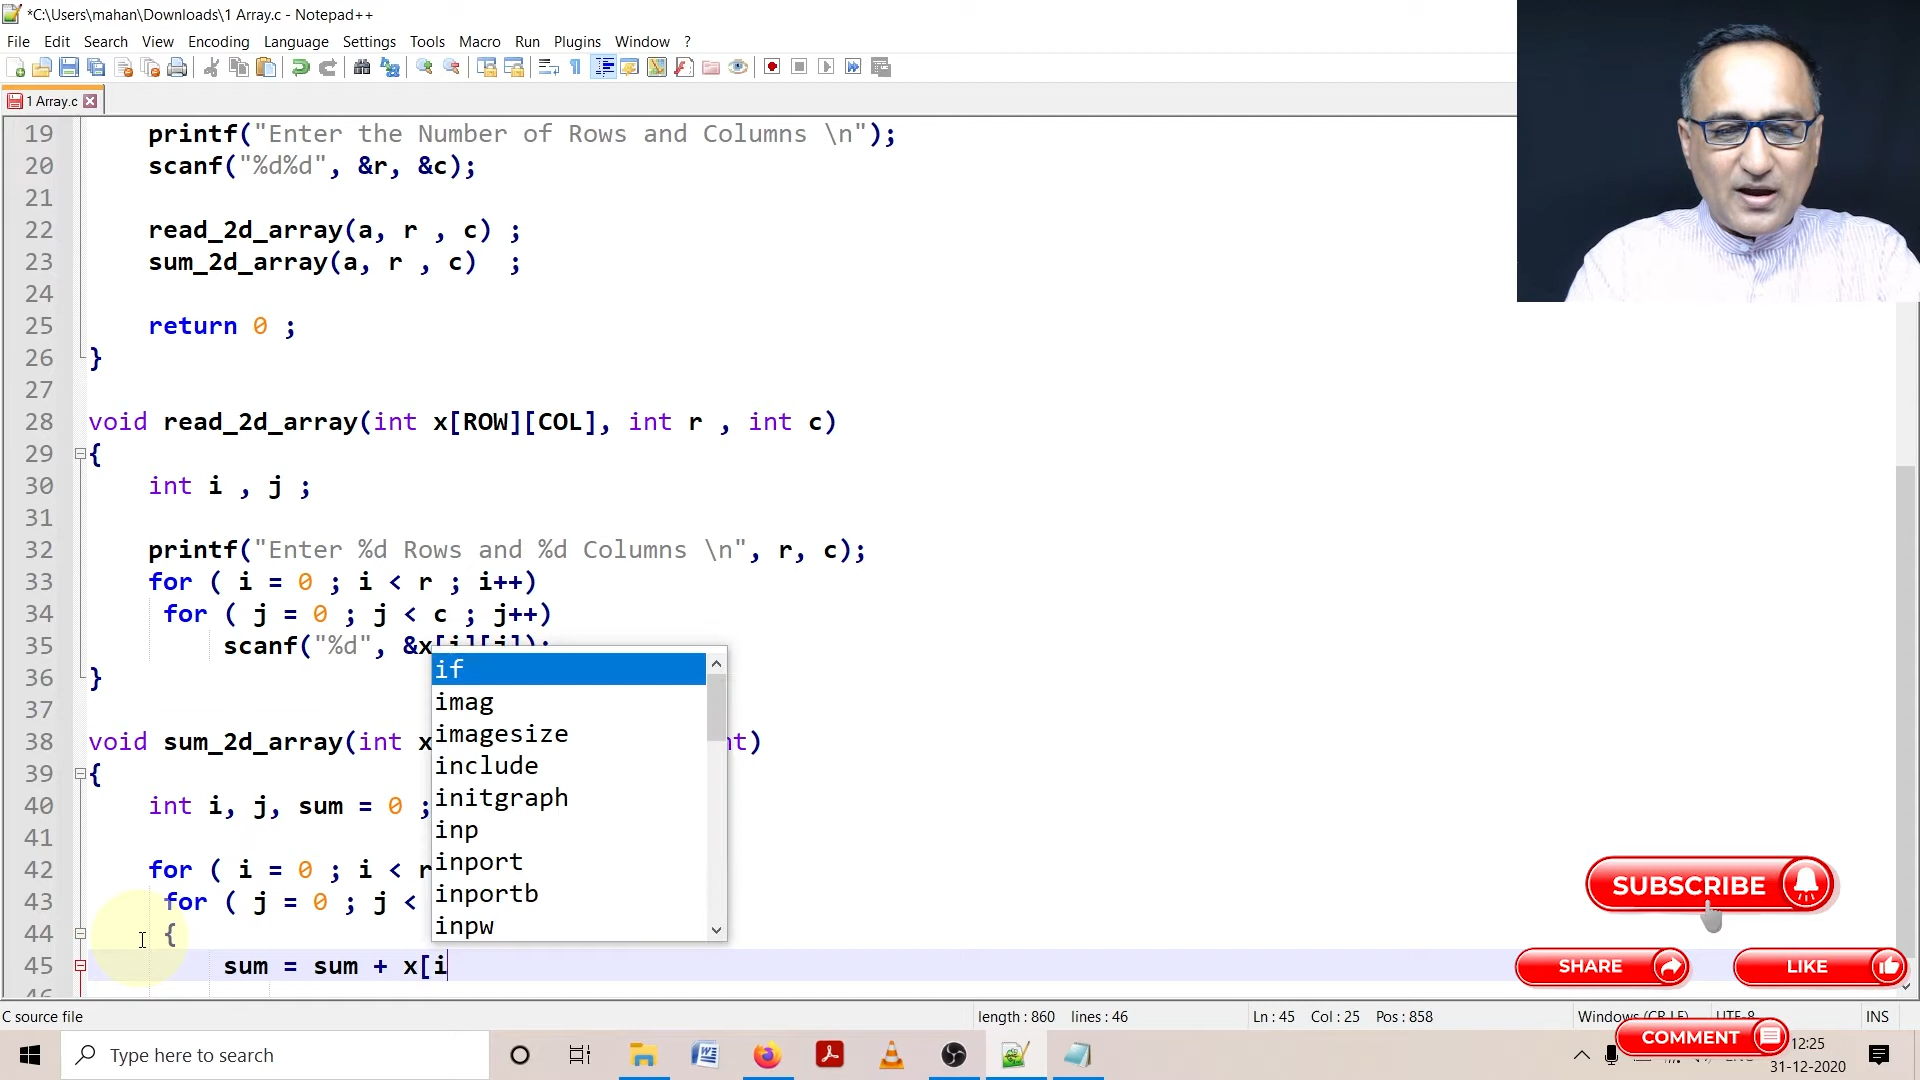 *C:\Users\mahan\Downloads\1 Array.c - Notepad++
File Edit Search View Encoding Language Settings Tools Macro Run Plugins Window ?
1 Array.c
19 printf("Enter the Number of Rows and Columns \n");
20 scanf("%d%d", &r, &c);
21
22 read_2d_array(a, r , c) ;
23 sum_2d_array(a, r , c) ;
24
25 return 0 ;
26 }
27
28 void read_2d_array(int x[ROW][COL], int r , int c)
29 {
30 int i , j ;
31
32 printf("Enter %d Rows and %d Columns \n", r, c);
33 for ( i = 0 ; i < r ; i++)
34 for ( j = 0 ; j < c ; j++)
35 scanf("%d", &x[i][j]);
36 }
37
38 void sum_2d_array(int x
39 {
40 int i, j, sum = 0 ;
41
42 for ( i = 0 ; i < r
43 for ( j = 0 ; j <
44 {
45 sum = sum + x[i
46
if
imag
imagesize
include
initgraph
inp
inport
inportb
inpw
SUBSCRIBE
SHARE
LIKE
COMMENT
C source file
length : 860 lines : 46
Ln : 45 Col : 25 Pos : 858
Windows (CR LF)
UTF-8
INS
Type here to search
12:25
31-12-2020